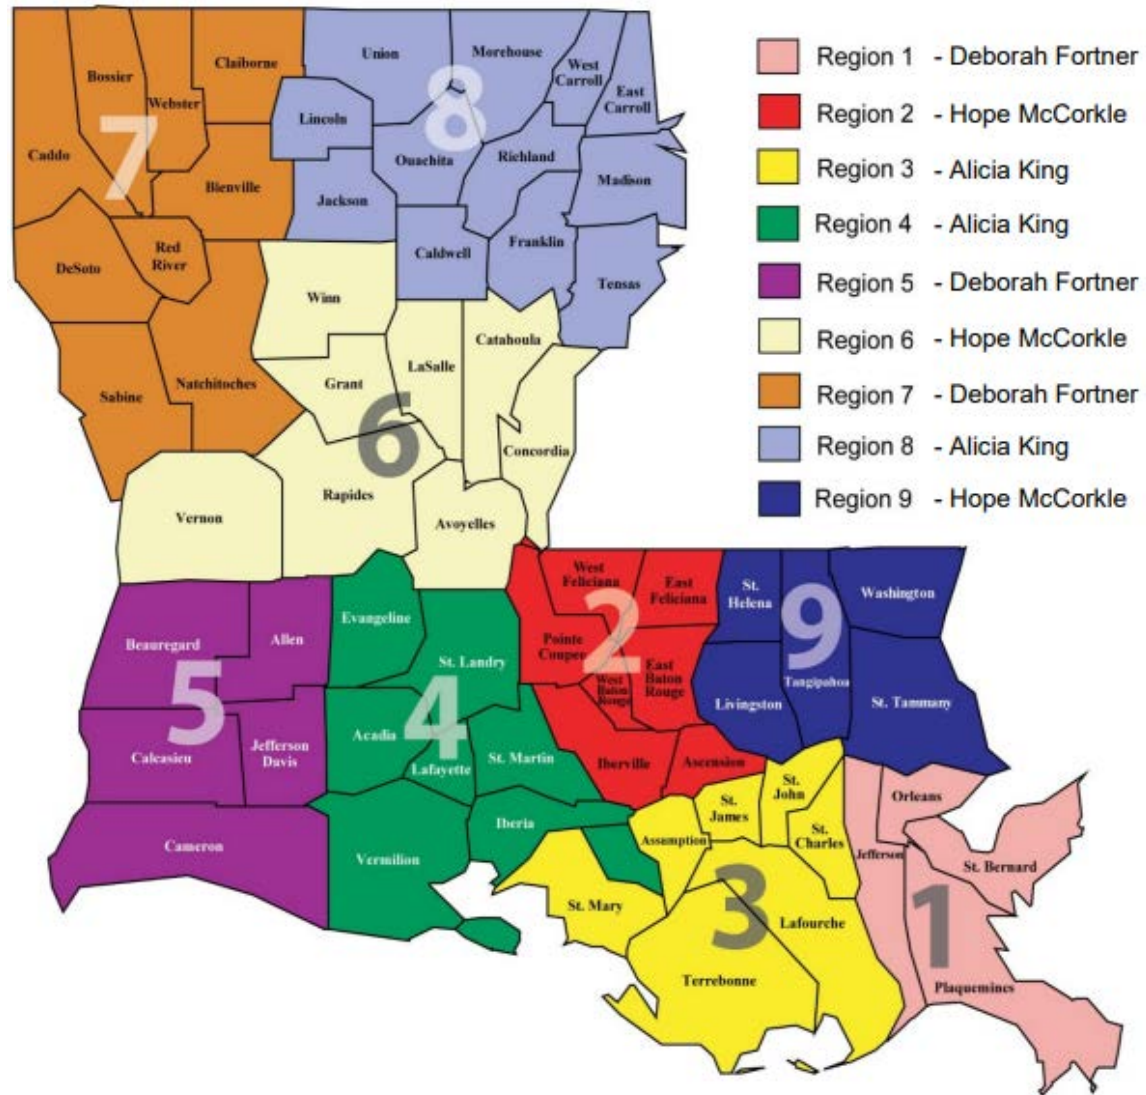 Region 1 - Deborah Fortner
Region 2 - Hope McCorkle
Region 3 - Alicia King
Region 4 - Alicia King
Region 5 - Deborah Fortner
Region 6 - Hope McCorkle
Region 7 - Deborah Fortner
Region 8 - Alicia King
Region 9 - Hope McCorkle
7
Caddo
Bossier
Webster
Claiborne
Bienville
DeSoto
Red
River
Sabine
Natchitoches
8
Union
Morehouse
West
Carroll
East
Carroll
Lincoln
Ouachita
Richland
Madison
Jackson
Caldwell
Franklin
Tensas
6
Winn
Grant
LaSalle
Catahoula
Concordia
Vernon
Rapides
Avoyelles
5
Beauregard
Allen
Calcasieu
Jefferson
Davis
Cameron
4
Evangeline
St. Landry
Acadia
Lafayette
St. Martin
Iberia
Vermilion
2
West
Feliciana
East
Feliciana
Pointe
Coupee
West
Baton
Rouge
East
Baton
Rouge
Iberville
Ascension
9
St.
Helena
Washington
Tangipahoa
Livingston
St. Tammany
3
St.
John
St.
James
St.
Charles
Assumption
St. Mary
Lafourche
Terrebonne
1
Orleans
Jefferson
St. Bernard
Plaquemines